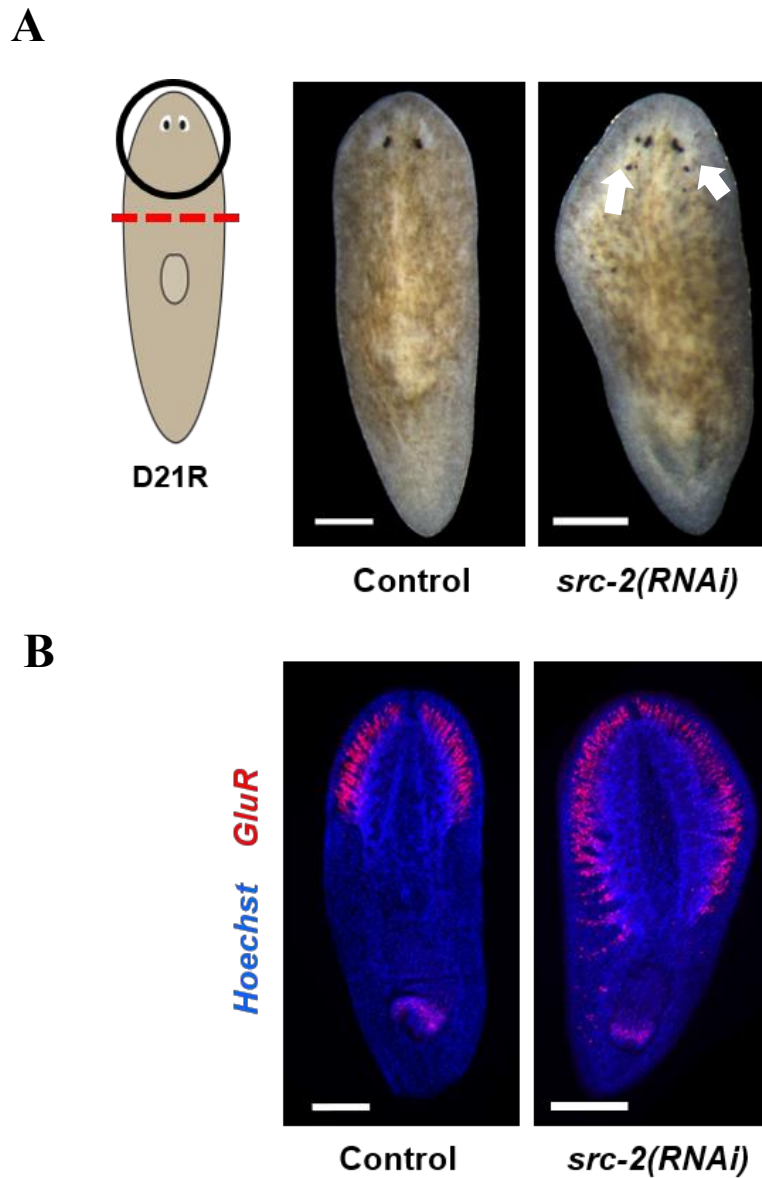 A
D21R
Control
src-2(RNAi)
B
Hoechst GluR
Control
src-2(RNAi)